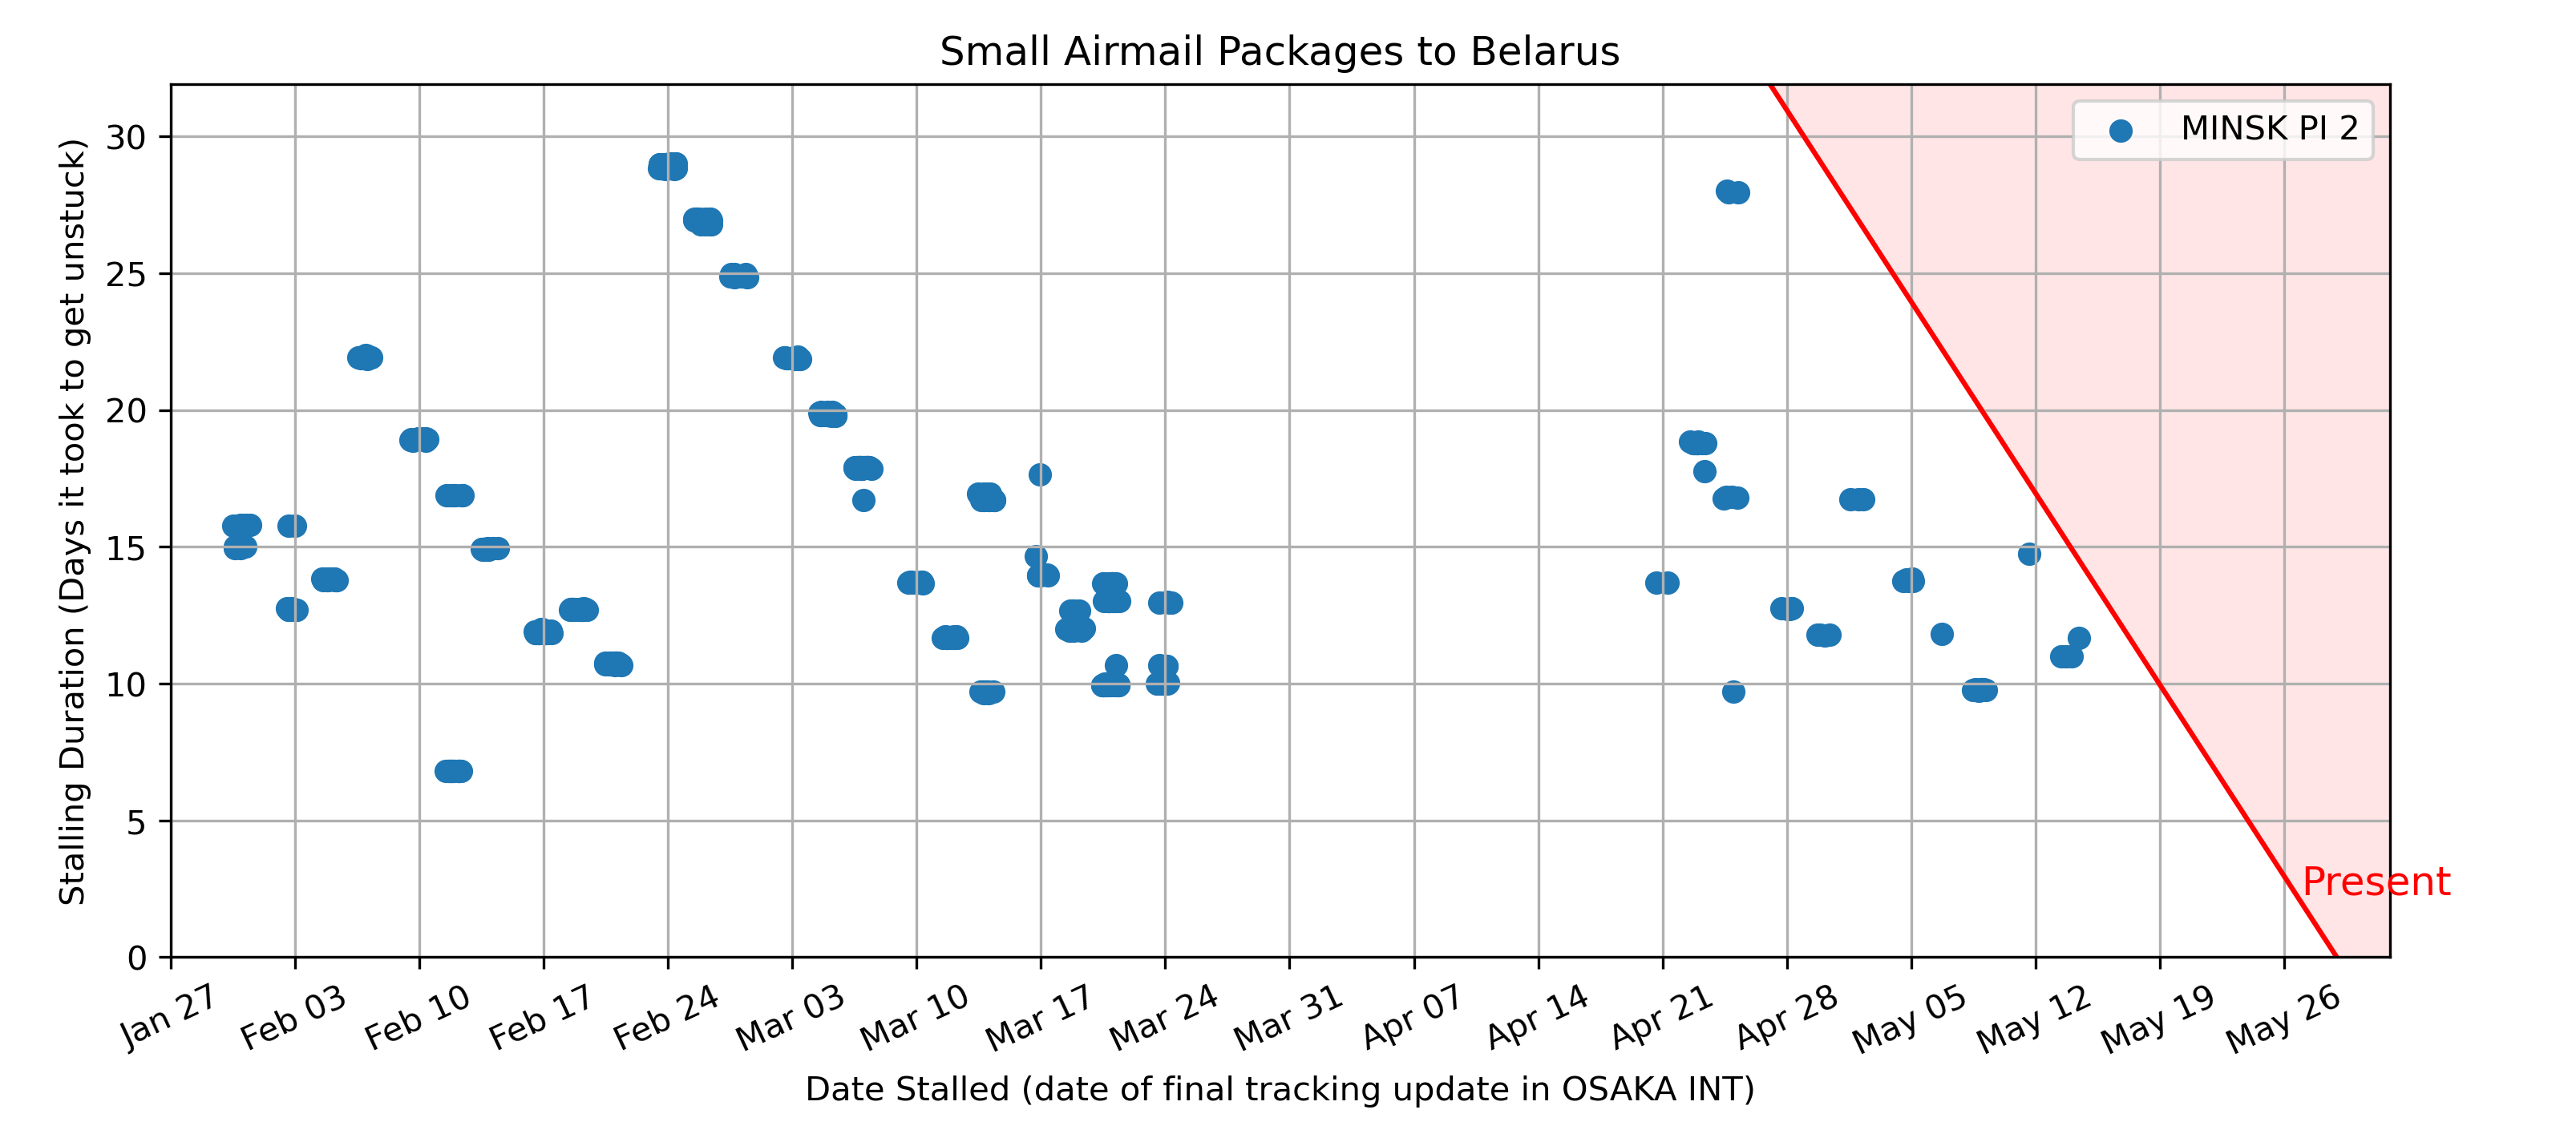 Small Airmail Packages to Belarus
MINSK PI 2
Stalling Duration (Days it took to get unstuck)
30
25
20
15
10
5
0
Present
Jan 27
Feb 03
Feb 10
Feb 17
Feb 24
Mar 03
Mar 10
Mar 17
Mar 24
Mar 31
Apr 07
Apr 14
Apr 21
Apr 28
May 05
May 12
May 19
May 26
Date Stalled (date of final tracking update in OSAKA INT)